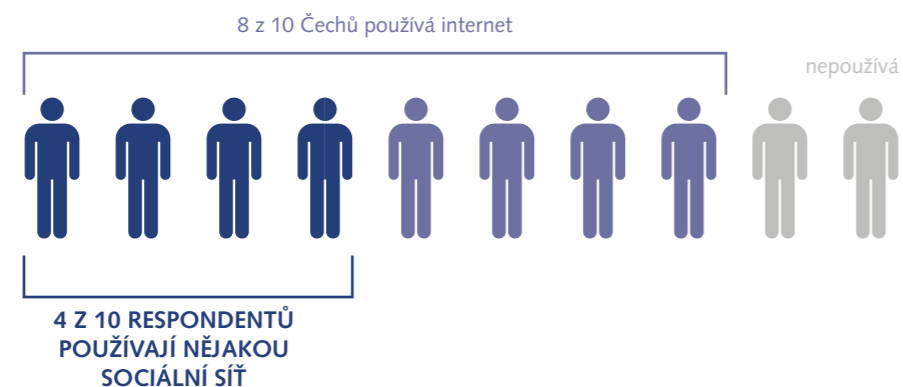 8 z 10 Čechů používá internet
nepoužívá
4 Z 10 RESPONDENTŮ
POUŽÍVAJÍ NĚJAKOU
SOCIÁLNÍ SÍŤ